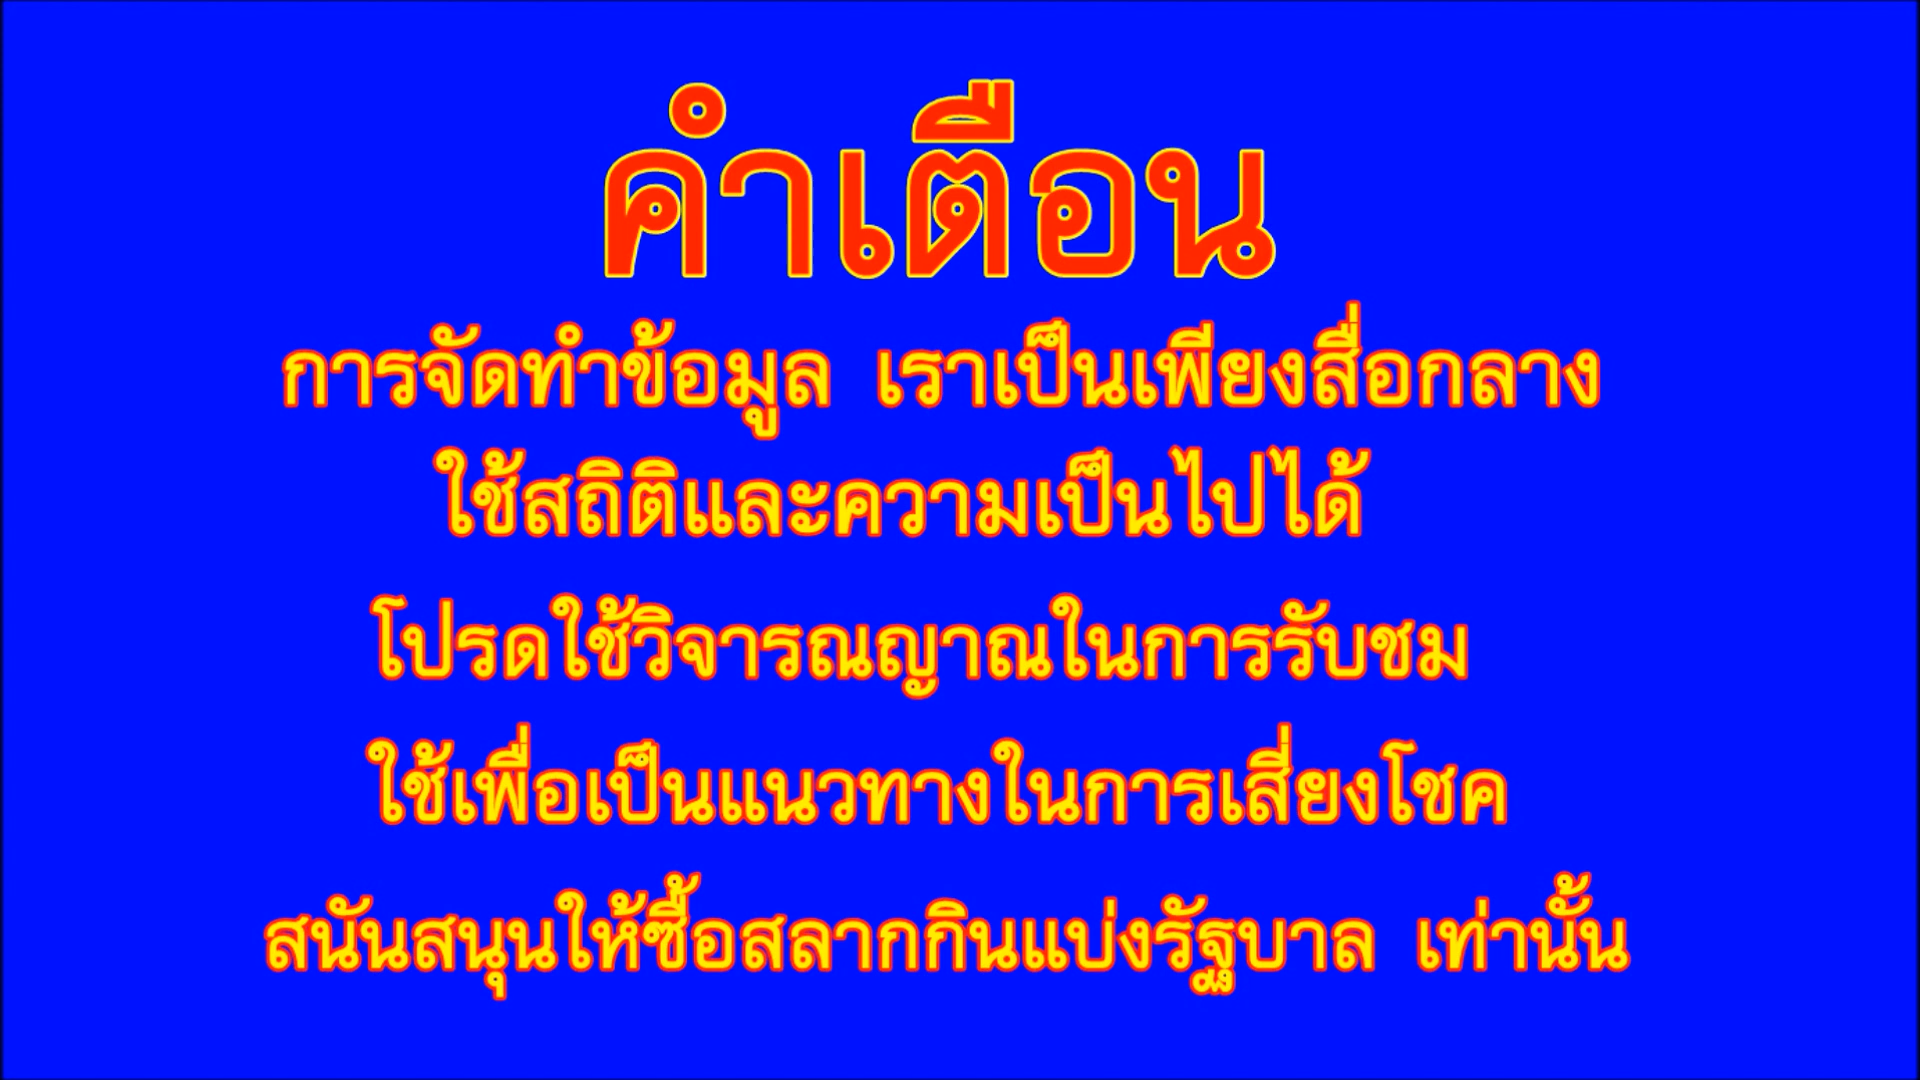 คำเตือน
การจัดทำข้อมูล เราเป็นเพียงสื่อกลาง
ใช้สถิติและความเป็นไปได้
โปรดใช้วิจารณญาณในการรับชม
ใช้เพื่อเป็นแนวทางในการเสี่ยงโชค
สนันสนุนให้ซื้อสลากกินแบ่งรัฐบาล เท่านั้น